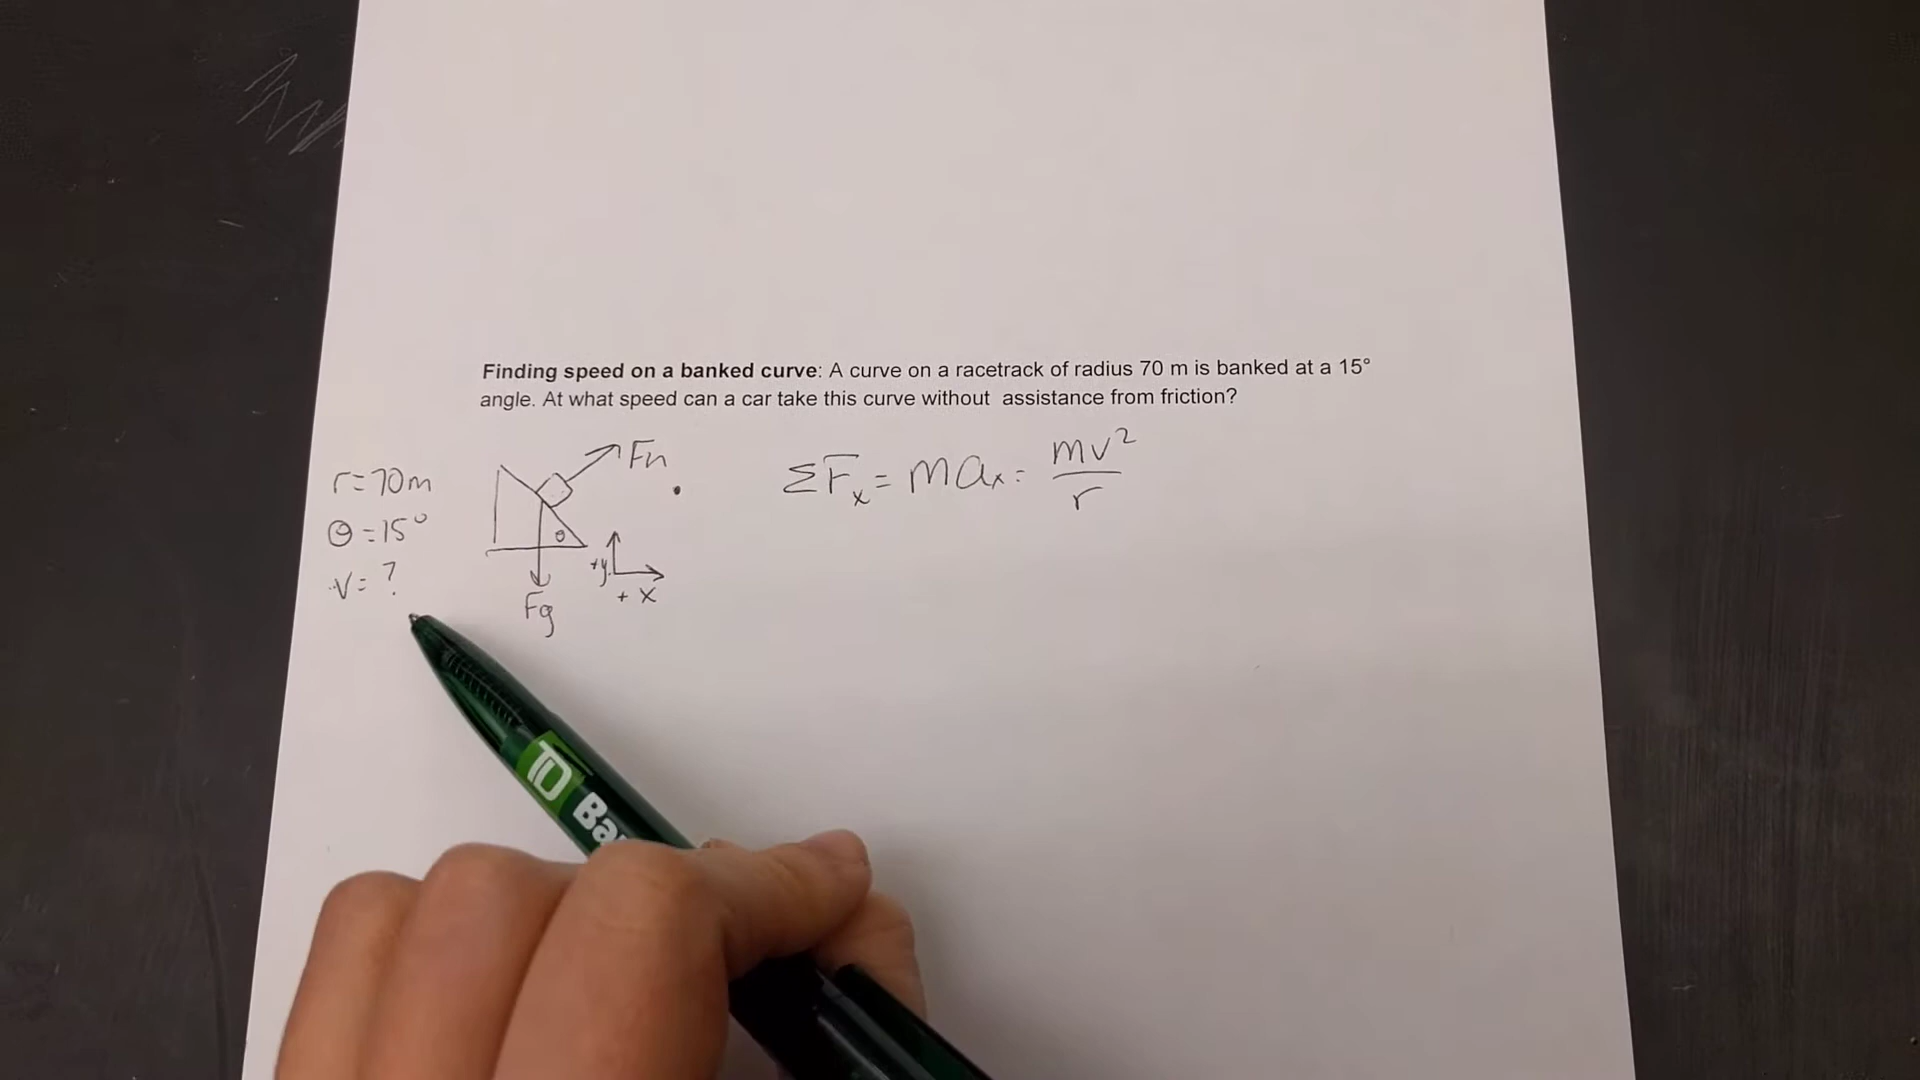 Finding speed on a banked curve: A curve on a racetrack of radius 70 m is banked at a 15°
angle. At what speed can a car take this curve without assistance from friction?
r=70m
θ=15°
v=?
Fn
θ
+y
+x
Fg
ΣFₓ = maₓ = mv²/r
TD Ba